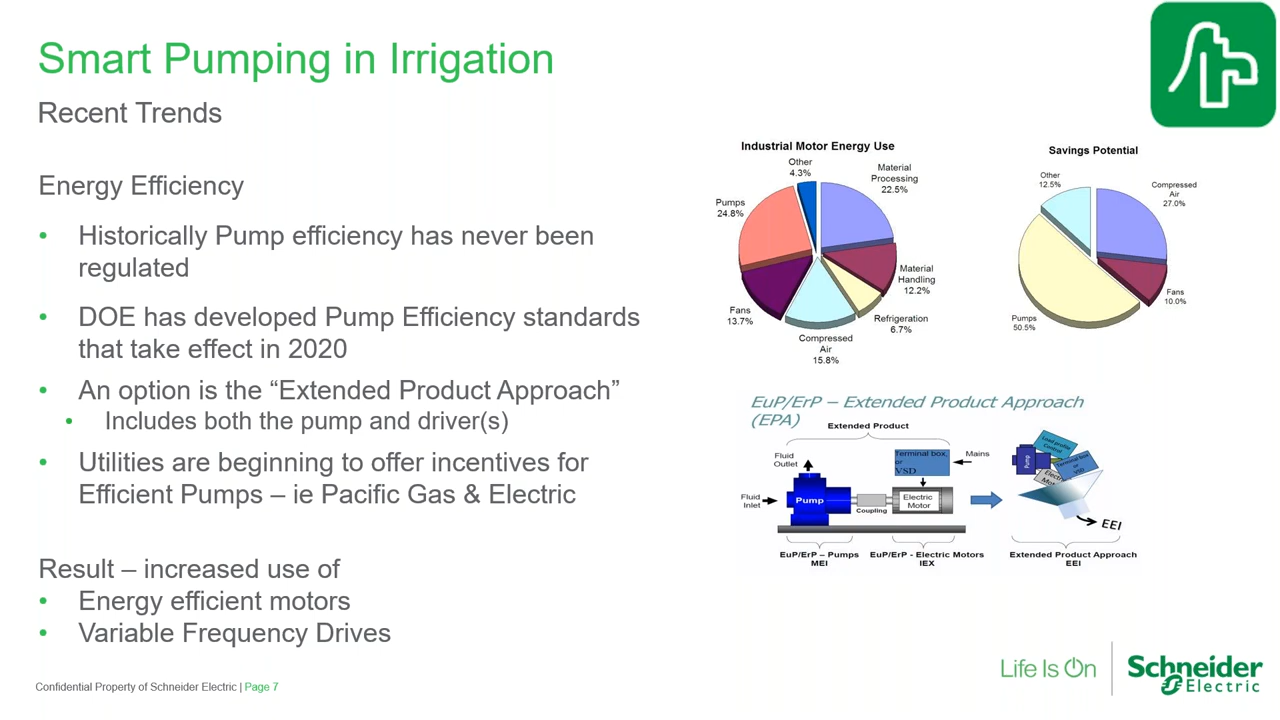 Smart Pumping in Irrigation
Recent Trends
Energy Efficiency
• Historically Pump efficiency has never been
regulated
• DOE has developed Pump Efficiency standards
that take effect in 2020
• An option is the “Extended Product Approach”
• Includes both the pump and driver(s)
• Utilities are beginning to offer incentives for
Efficient Pumps – ie Pacific Gas & Electric
Result – increased use of
• Energy efficient motors
• Variable Frequency Drives
Industrial Motor Energy Use
Other
4.3%
Material
Processing
22.5%
Pumps
24.8%
Material
Handling
12.2%
Fans
13.7%
Refrigeration
6.7%
Compressed
Air
15.8%
Savings Potential
Other
12.5%
Compressed
Air
27.0%
Fans
10.0%
Pumps
50.5%
EuP/ErP – Extended Product Approach
(EPA)
Extended Product
Fluid
Outlet
Terminal box,
or
VSD
Mains
Fluid
Inlet
Pump
Coupling
Electric
Motor
Pump
Load profile
Control
Terminal box
or
VSD
EEI
EuP/ErP – Pumps
MEI
EuP/ErP - Electric Motors
IEX
Extended Product Approach
EEI
Confidential Property of Schneider Electric | Page 7
Life Is On
Schneider
Electric